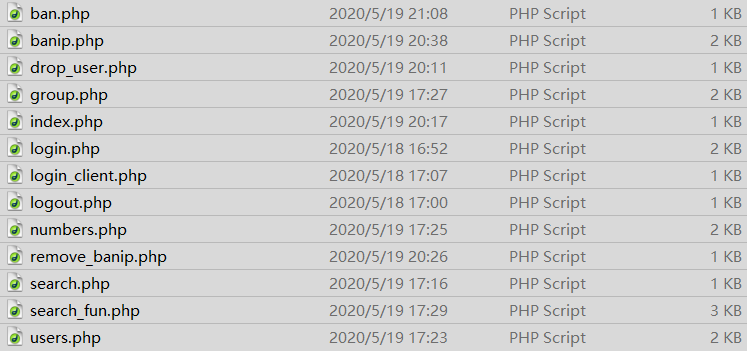 ban.php 2020/5/19 21:08 PHP Script 1 KB
banip.php 2020/5/19 20:38 PHP Script 2 KB
drop_user.php 2020/5/19 20:11 PHP Script 1 KB
group.php 2020/5/19 17:27 PHP Script 2 KB
index.php 2020/5/19 20:17 PHP Script 1 KB
login.php 2020/5/18 16:52 PHP Script 2 KB
login_client.php 2020/5/18 17:07 PHP Script 1 KB
logout.php 2020/5/18 17:00 PHP Script 1 KB
numbers.php 2020/5/19 17:25 PHP Script 2 KB
remove_banip.php 2020/5/19 20:26 PHP Script 1 KB
search.php 2020/5/19 17:16 PHP Script 1 KB
search_fun.php 2020/5/19 17:29 PHP Script 3 KB
users.php 2020/5/19 17:23 PHP Script 2 KB